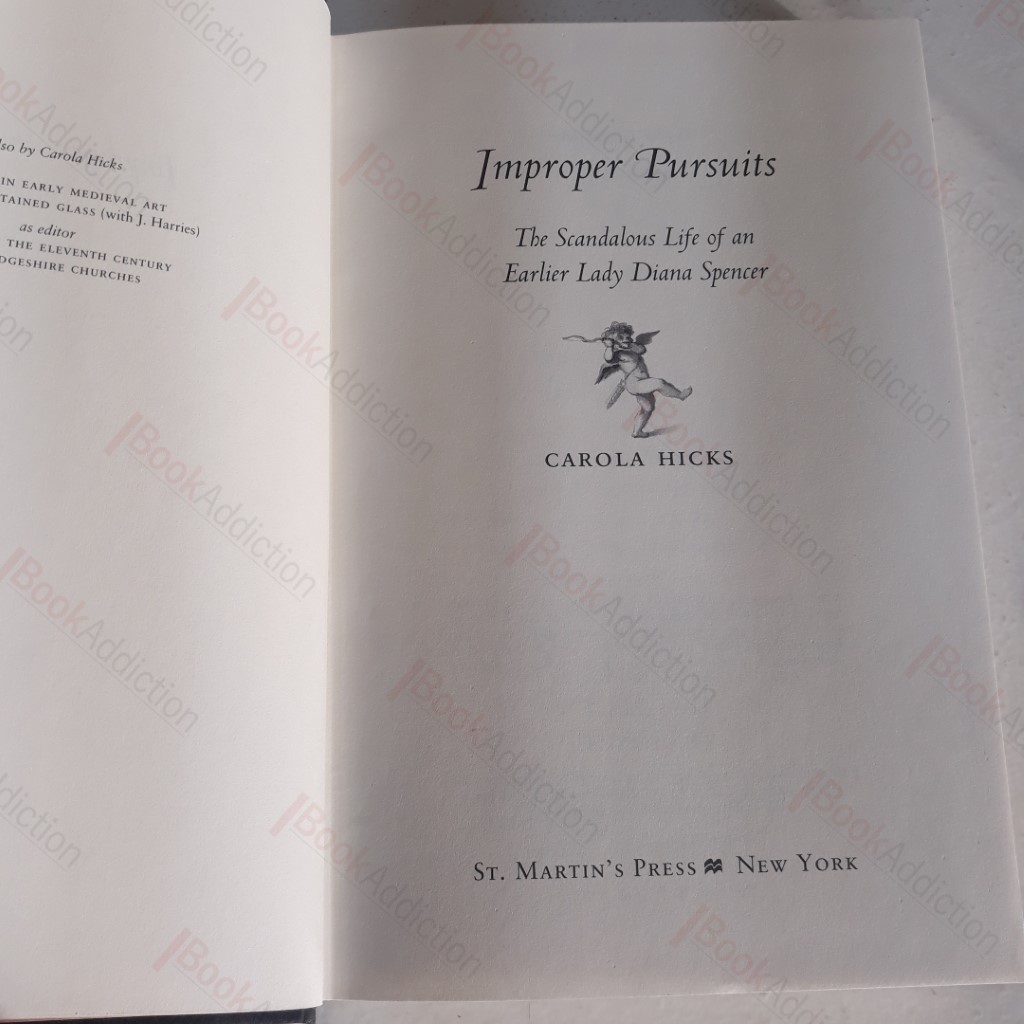 lso by Carola Hicks
IN EARLY MEDIEVAL ART
TAINED GLASS (with J. Harries)
as editor
THE ELEVENTH CENTURY
DGESHIRE CHURCHES
Improper Pursuits
The Scandalous Life of an
Earlier Lady Diana Spencer
CAROLA HICKS
ST. MARTIN'S PRESS NEW YORK
BookAddiction